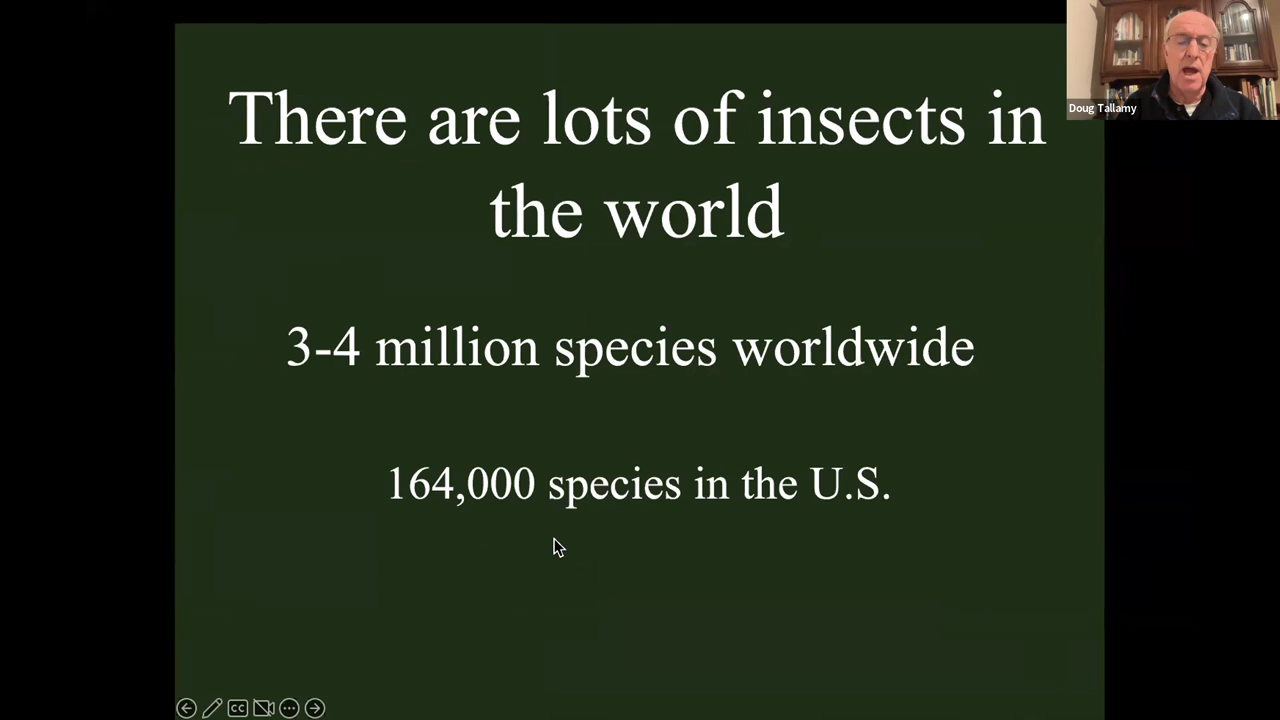 There are lots of insects in
the world
3-4 million species worldwide
164,000 species in the U.S.
Doug Tallamy
CC